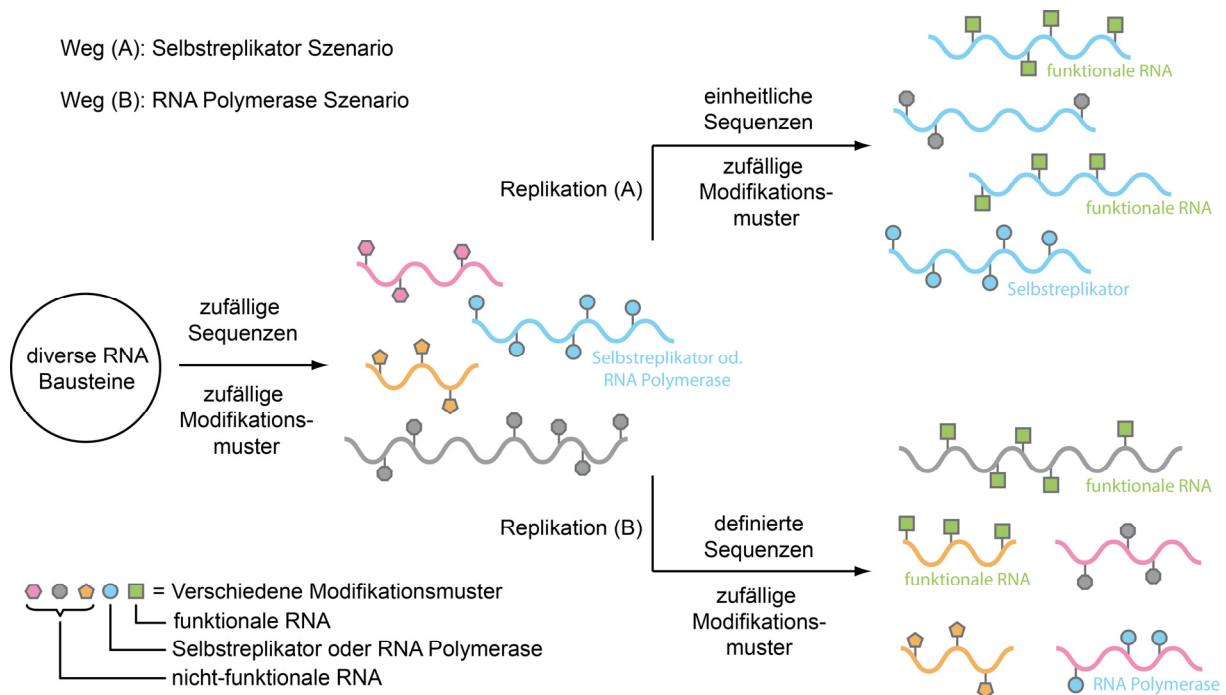 Weg (A): Selbstreplikator Szenario
Weg (B): RNA Polymerase Szenario
diverse RNA
Bausteine
zufällige
Sequenzen
zufällige
Modifikations-
muster
Selbstreplikator od.
RNA Polymerase
Replikation (A)
einheitliche
Sequenzen
zufällige
Modifikations-
muster
funktionale RNA
funktionale RNA
Selbstreplikator
Replikation (B)
definierte
Sequenzen
zufällige
Modifikations-
muster
funktionale RNA
funktionale RNA
RNA Polymerase
= Verschiedene Modifikationsmuster
funktionale RNA
Selbstreplikator oder RNA Polymerase
nicht-funktionale RNA